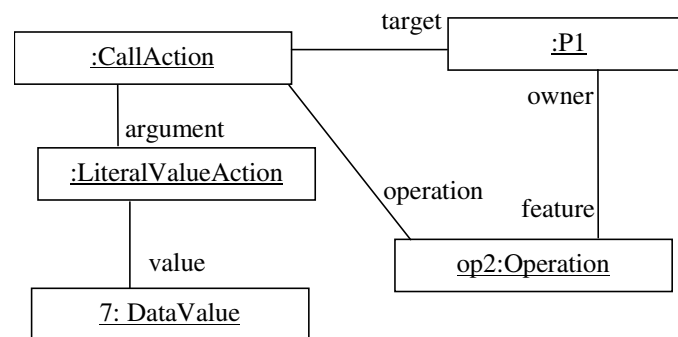 target
:CallAction
:P1
owner
argument
:LiteralValueAction
operation
feature
value
op2:Operation
7: DataValue